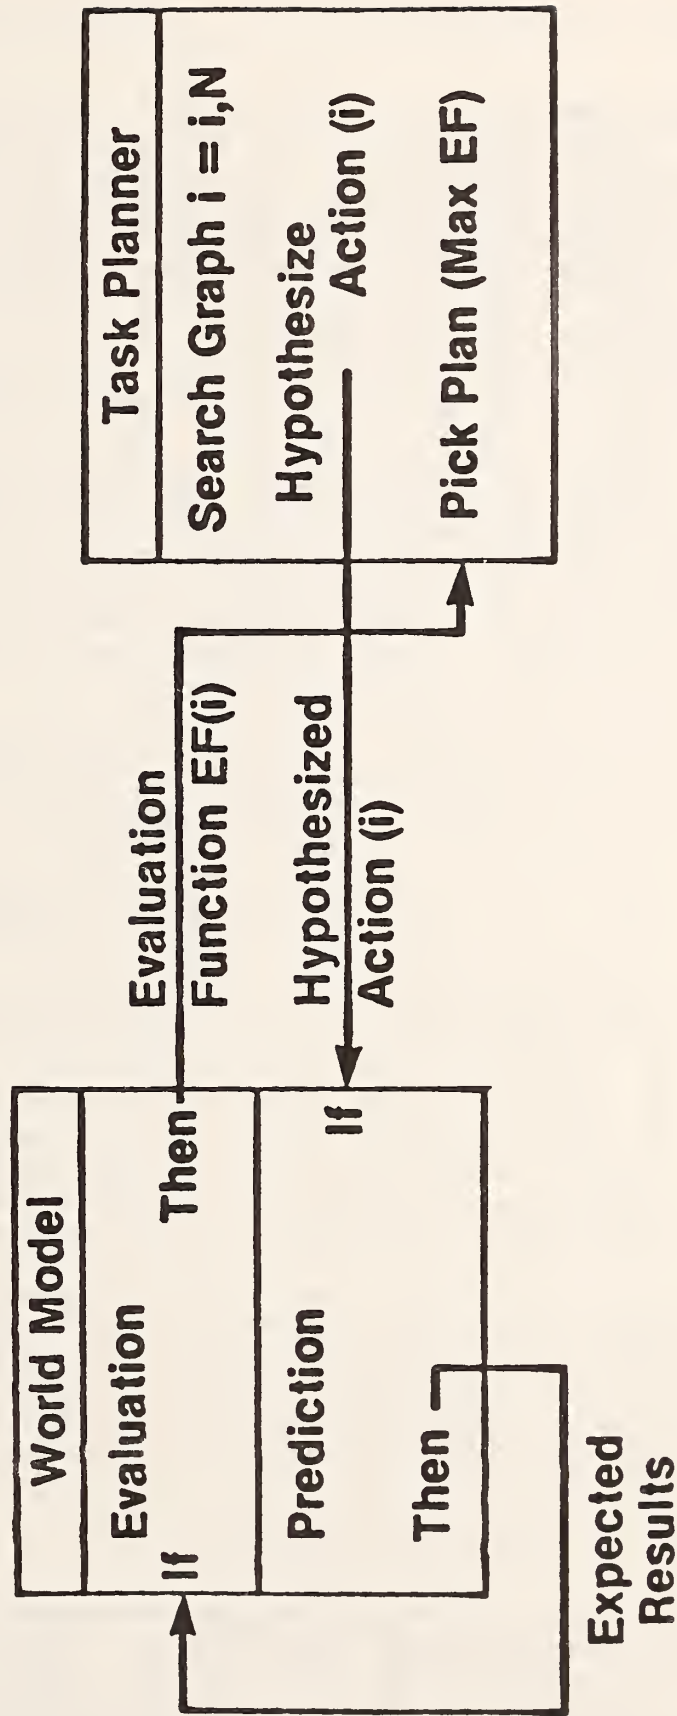 World Model
Evaluation
If
Then
Prediction
If
Then
Expected
Results
Evaluation
Function EF(i)
Hypothesized
Action (i)
Task Planner
Search Graph i = i,N
Hypothesize
Action (i)
Pick Plan (Max EF)